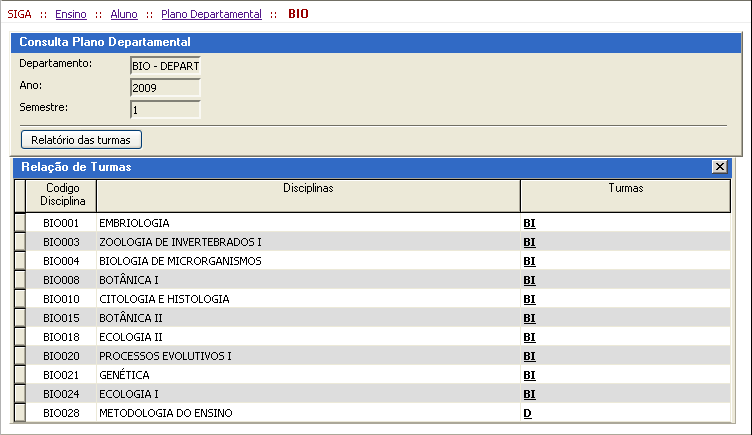 SIGA :: Ensino :: Aluno :: Plano Departamental :: BIO
Consulta Plano Departamental
Departamento: BIO - DEPART
Ano: 2009
Semestre: 1
Relatório das turmas
Relação de Turmas
Codigo Disciplina Disciplinas Turmas
BIO001 EMBRIOLOGIA BI
BIO003 ZOOLOGIA DE INVERTEBRADOS I BI
BIO004 BIOLOGIA DE MICRORGANISMOS BI
BIO008 BOTÂNICA I BI
BIO010 CITOLOGIA E HISTOLOGIA BI
BIO015 BOTÂNICA II BI
BIO018 ECOLOGIA II BI
BIO020 PROCESSOS EVOLUTIVOS I BI
BIO021 GENÉTICA BI
BIO024 ECOLOGIA I BI
BIO028 METODOLOGIA DO ENSINO D